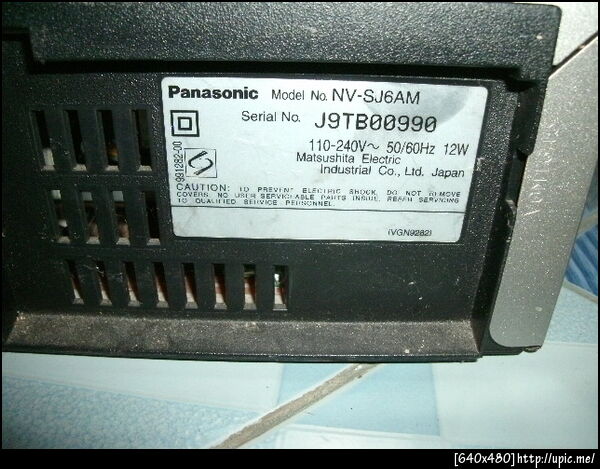 Panasonic Model No. NV-SJ6AM
Serial No. J9TB00990
110-240V~ 50/60Hz 12W
Matsushita Electric
Industrial Co., Ltd. Japan
991282-00
CAUTION: TO PREVENT ELECTRIC SHOCK, DO NOT REMOVE
COVERS. NO USER SERVICEABLE PARTS INSIDE. REFER SERVICING
TO QUALIFIED SERVICE PERSONNEL.
(VGN9282)
[640x480]http://upic.me/